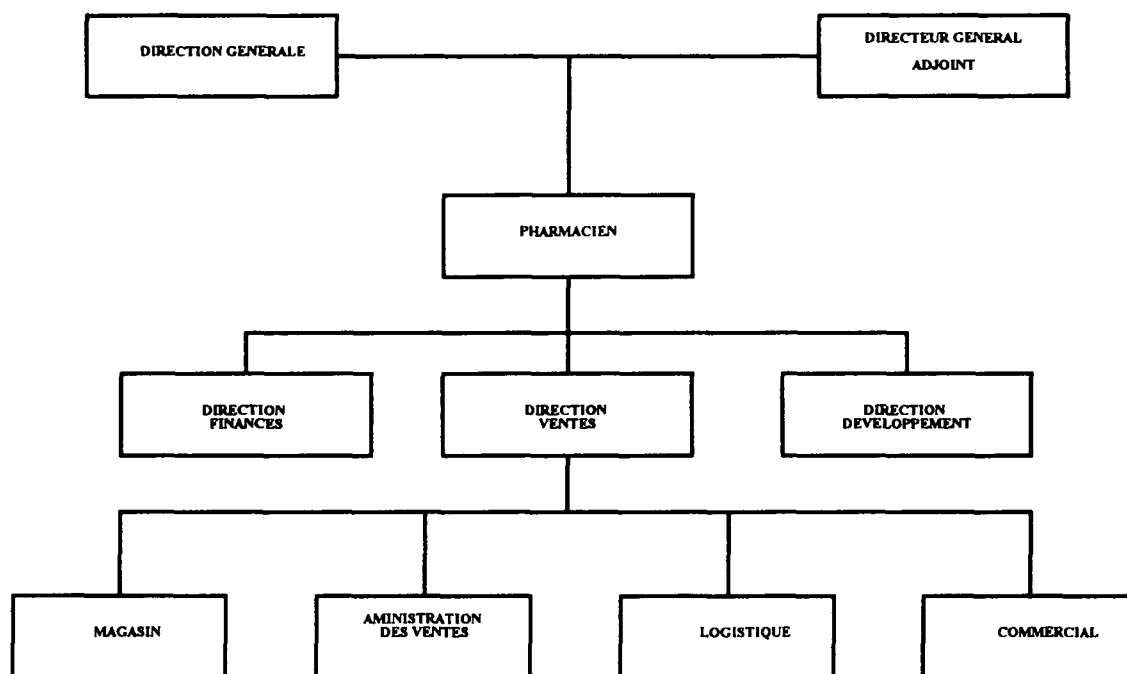 DIRECTION GENERALE
DIRECTEUR GENERAL
ADJOINT
PHARMACIEN
DIRECTION
FINANCES
DIRECTION
VENTES
DIRECTION
DEVELOPPEMENT
MAGASIN
AMINISTRATION
DES VENTES
LOGISTIQUE
COMMERCIAL